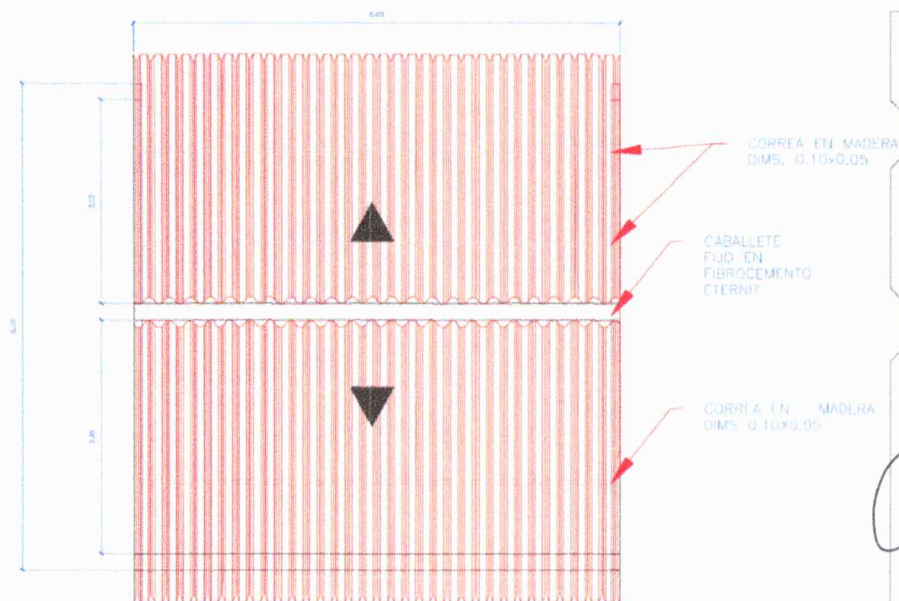 CORREA EN MADERA
DIMS. 0.10x0.05
CABALLETE
FIJO EN
FIBROCEMENTO
ETERNIT
CORREA EN MADERA
DIMS 0.10X0.05